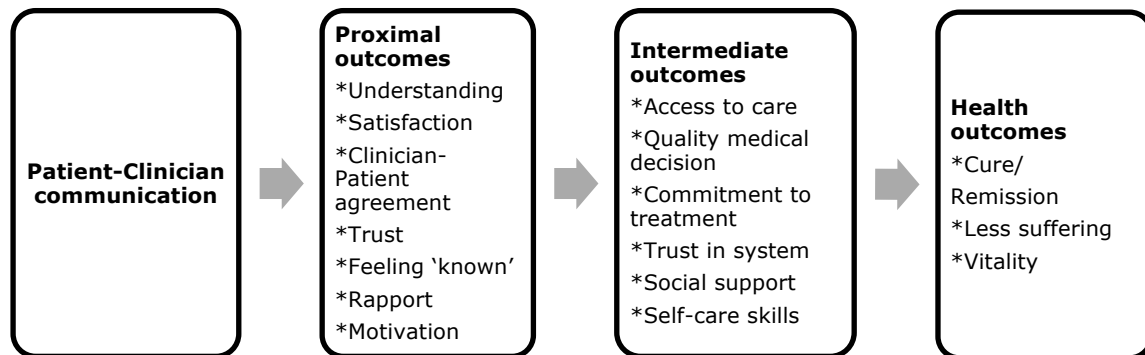 Patient-Clinician
communication
Proximal
outcomes
*Understanding
*Satisfaction
*Clinician-
Patient
agreement
*Trust
*Feeling ‘known’
*Rapport
*Motivation
Intermediate
outcomes
*Access to care
*Quality medical
decision
*Commitment to
treatment
*Trust in system
*Social support
*Self-care skills
Health
outcomes
*Cure/
Remission
*Less suffering
*Vitality